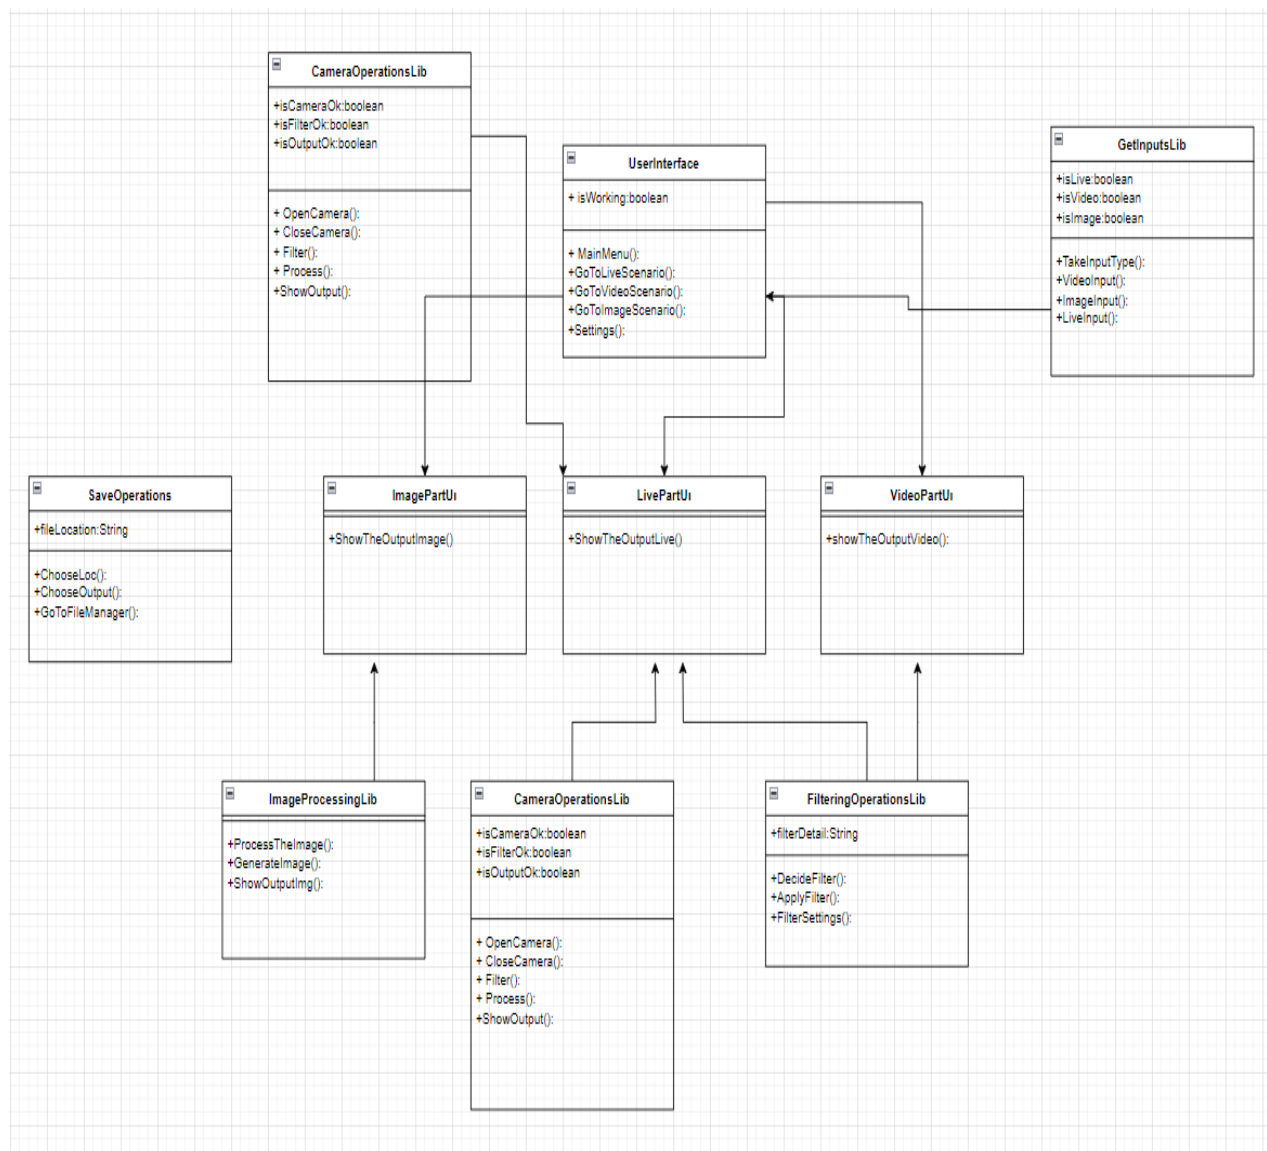 CameraOperationsLib
+isCameraOk:boolean
+isFilterOk:boolean
+isOutputOk:boolean
+ OpenCamera():
+ CloseCamera():
+ Filter():
+ Process():
+ShowOutput():
UserInterface
+ isWorking:boolean
+ MainMenu():
+GoToLiveScenario():
+GoToVideoScenario():
+GoToImageScenario():
+Settings():
GetInputsLib
+isLive:boolean
+isVideo:boolean
+isImage:boolean
+TakeInputType():
+VideoInput():
+ImageInput():
+LiveInput():
SaveOperations
+fileLocation:String
+ChooseLoc():
+ChooseOutput():
+GoToFileManager():
ImagePartUı
+ShowTheOutputImage()
LivePartUı
+ShowTheOutputLive()
VideoPartUı
+showTheOutputVideo():
ImageProcessingLib
+ProcessTheImage():
+GenerateImage():
+ShowOutputImg():
CameraOperationsLib
+isCameraOk:boolean
+isFilterOk:boolean
+isOutputOk:boolean
+ OpenCamera():
+ CloseCamera():
+ Filter():
+ Process():
+ShowOutput():
FilteringOperationsLib
+filterDetail:String
+DecideFilter():
+ApplyFilter():
+FilterSettings():